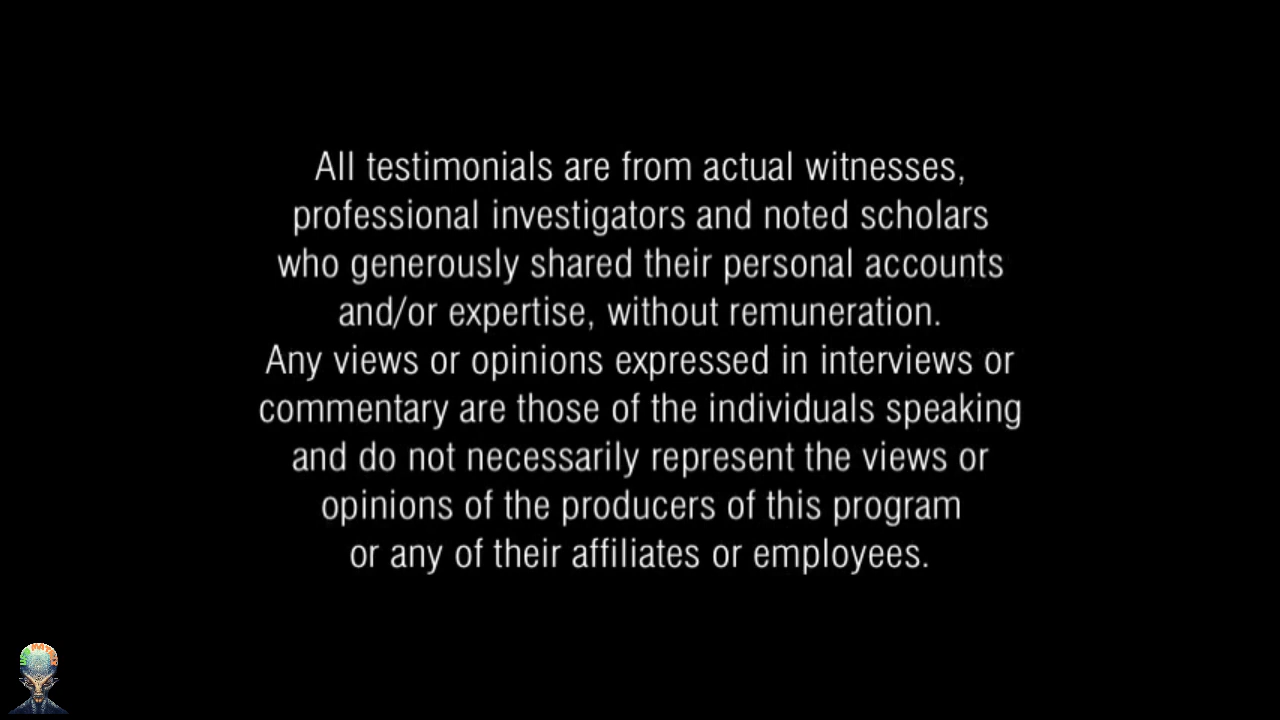 All testimonials are from actual witnesses,
professional investigators and noted scholars
who generously shared their personal accounts
and/or expertise, without remuneration.
Any views or opinions expressed in interviews or
commentary are those of the individuals speaking
and do not necessarily represent the views or
opinions of the producers of this program
or any of their affiliates or employees.